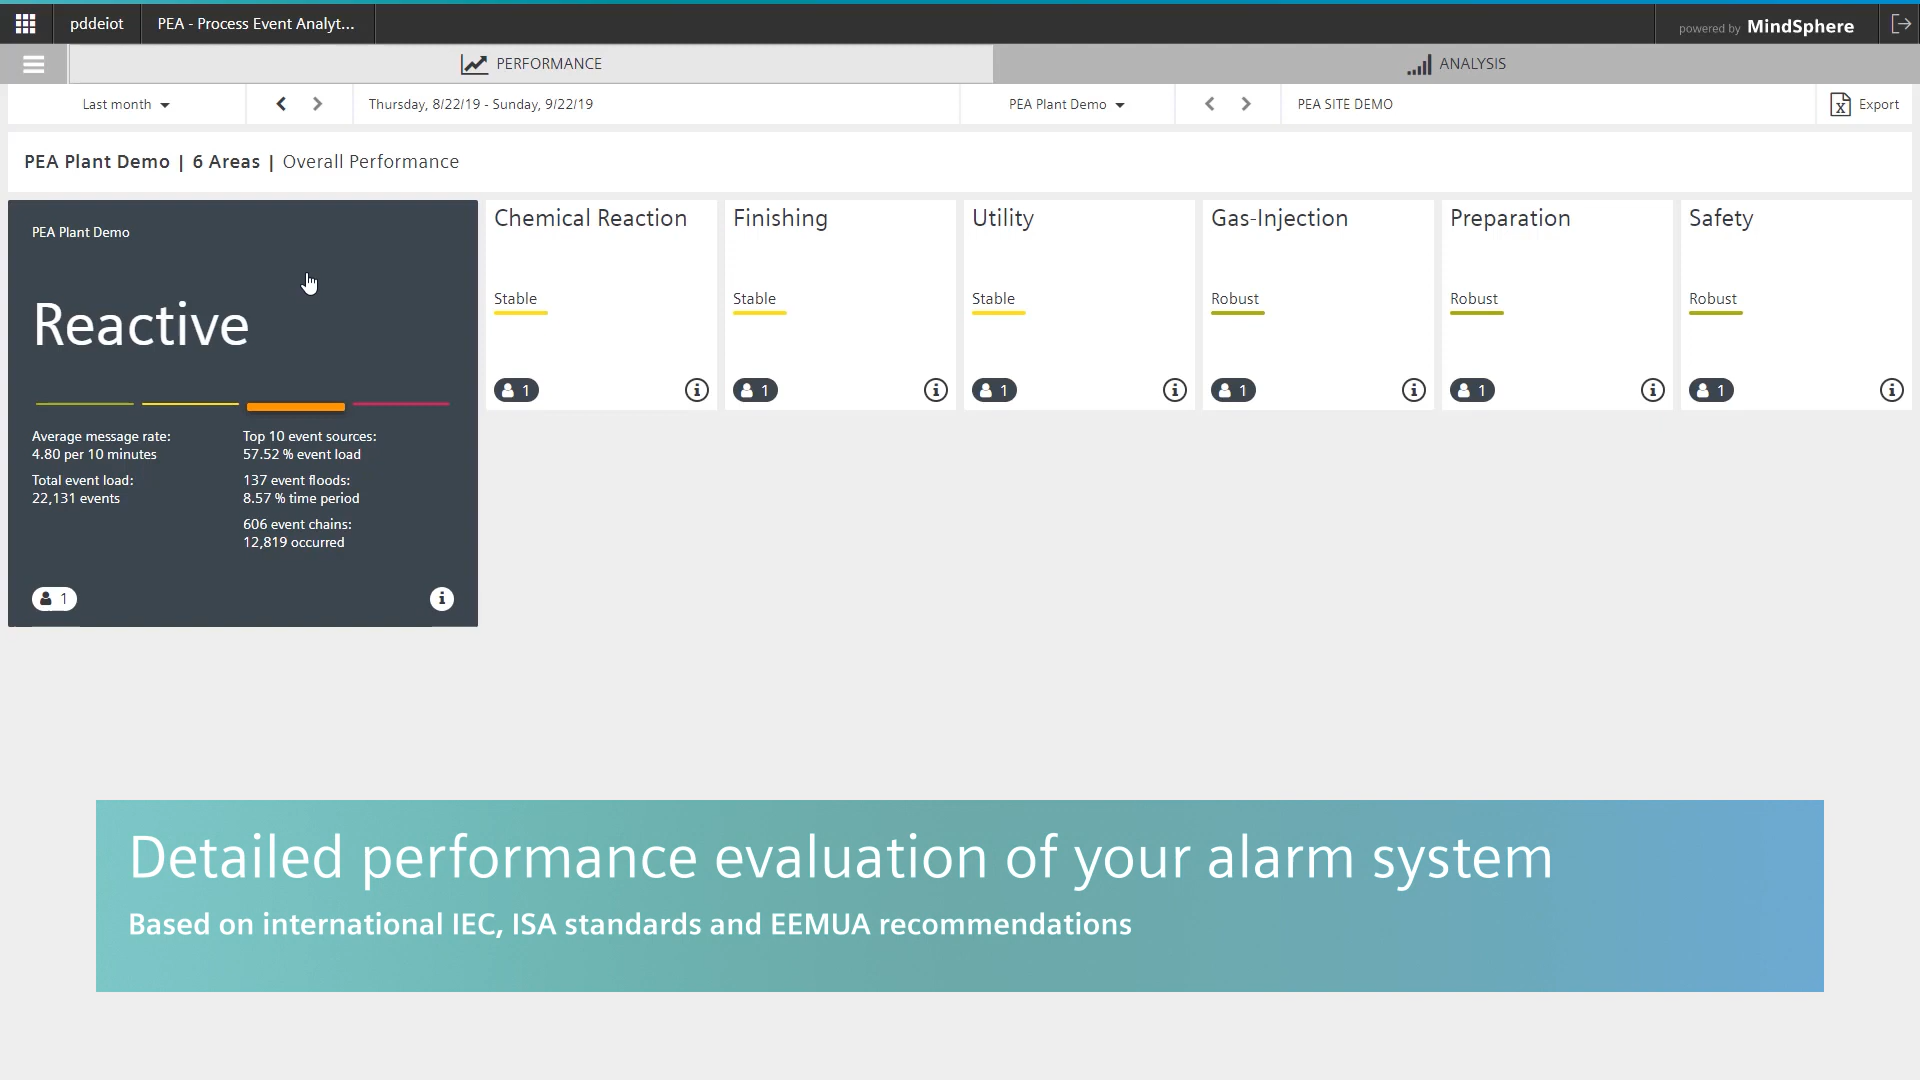 pddeiot
PEA - Process Event Analyt...
powered by MindSphere
PERFORMANCE
ANALYSIS
Last month
Thursday, 8/22/19 - Sunday, 9/22/19
PEA Plant Demo
PEA SITE DEMO
Export
PEA Plant Demo | 6 Areas | Overall Performance
PEA Plant Demo
Reactive
Average message rate:
4.80 per 10 minutes
Total event load:
22,131 events
Top 10 event sources:
57.52 % event load
137 event floods:
8.57 % time period
606 event chains:
12,819 occurred
1
Chemical Reaction
Stable
1
Finishing
Stable
1
Utility
Stable
1
Gas-Injection
Robust
1
Preparation
Robust
1
Safety
Robust
1
Detailed performance evaluation of your alarm system
Based on international IEC, ISA standards and EEMUA recommendations